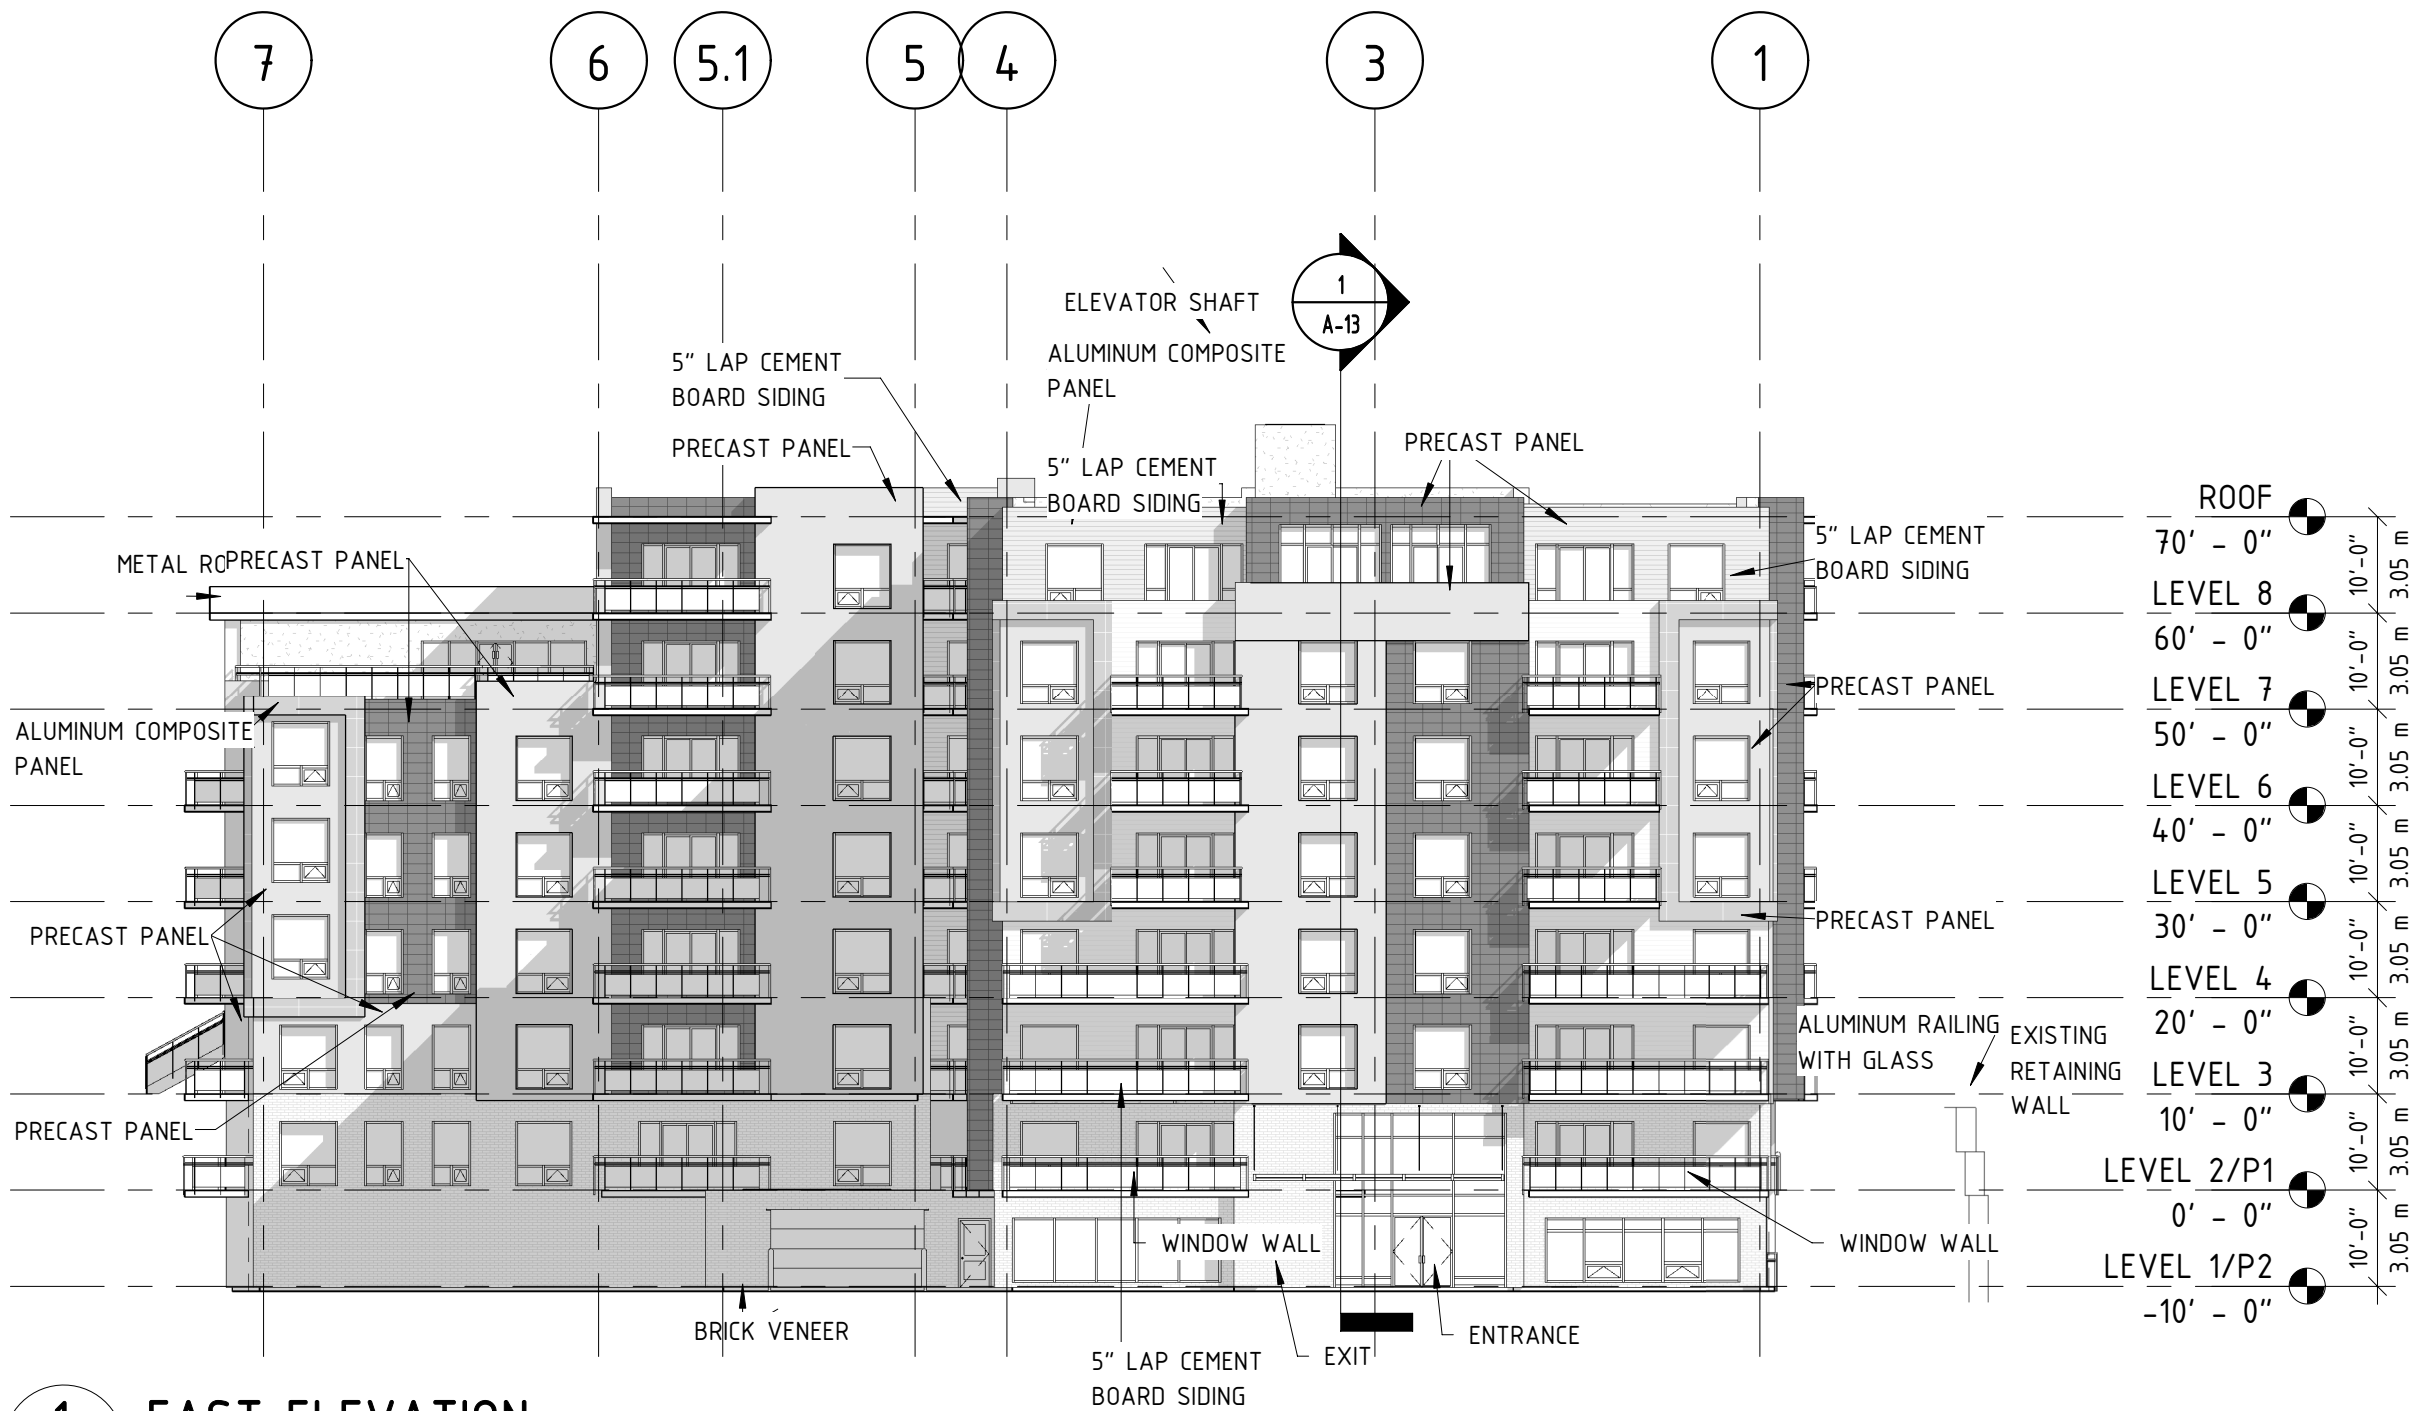 7
6
5.1
5
4
3
1
ELEVATOR SHAFT
1
A-13
5" LAP CEMENT
BOARD SIDING
ALUMINUM COMPOSITE
PANEL
PRECAST PANEL
5" LAP CEMENT
BOARD SIDING
PRECAST PANEL
METAL RO
PRECAST PANEL
5" LAP CEMENT
BOARD SIDING
ALUMINUM COMPOSITE
PANEL
PRECAST PANEL
PRECAST PANEL
PRECAST PANEL
ALUMINUM RAILING
WITH GLASS
EXISTING
RETAINING
WALL
PRECAST PANEL
WINDOW WALL
WINDOW WALL
BRICK VENEER
ENTRANCE
EXIT
5" LAP CEMENT
BOARD SIDING
ROOF
70' - 0"
10'-0"
3.05 m
LEVEL 8
60' - 0"
10'-0"
3.05 m
LEVEL 7
50' - 0"
10'-0"
3.05 m
LEVEL 6
40' - 0"
10'-0"
3.05 m
LEVEL 5
30' - 0"
10'-0"
3.05 m
LEVEL 4
20' - 0"
10'-0"
3.05 m
LEVEL 3
10' - 0"
10'-0"
3.05 m
LEVEL 2/P1
0' - 0"
10'-0"
3.05 m
LEVEL 1/P2
-10' - 0"
1
EAST ELEVATION